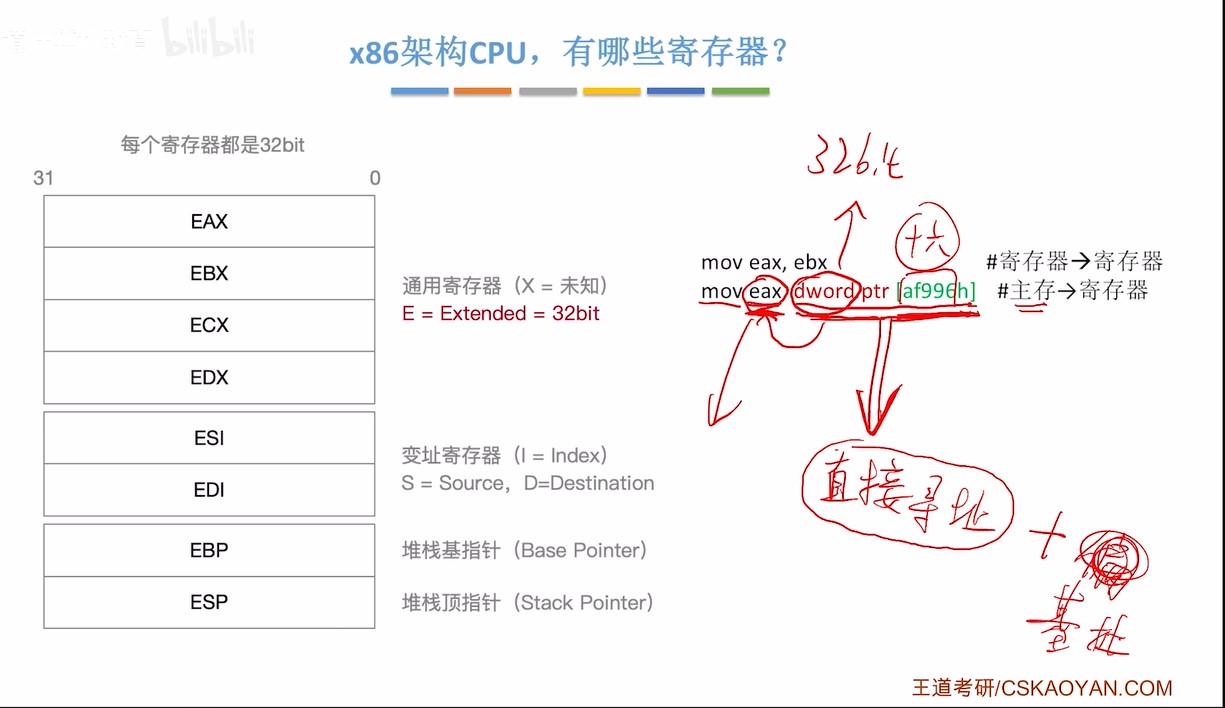 bilibili
x86架构CPU，有哪些寄存器？
每个寄存器都是32bit
31 0
EAX
EBX
ECX
EDX
通用寄存器（X = 未知）
E = Extended = 32bit
ESI
EDI
变址寄存器（I = Index）
S = Source，D=Destination
EBP
堆栈基指针（Base Pointer）
ESP
堆栈顶指针（Stack Pointer）
32bit
十六
mov eax, ebx #寄存器→寄存器
mov eax, dword ptr [af996h] #主存→寄存器
直接寻址
+
基址
王道考研/CSKAOYAN.COM